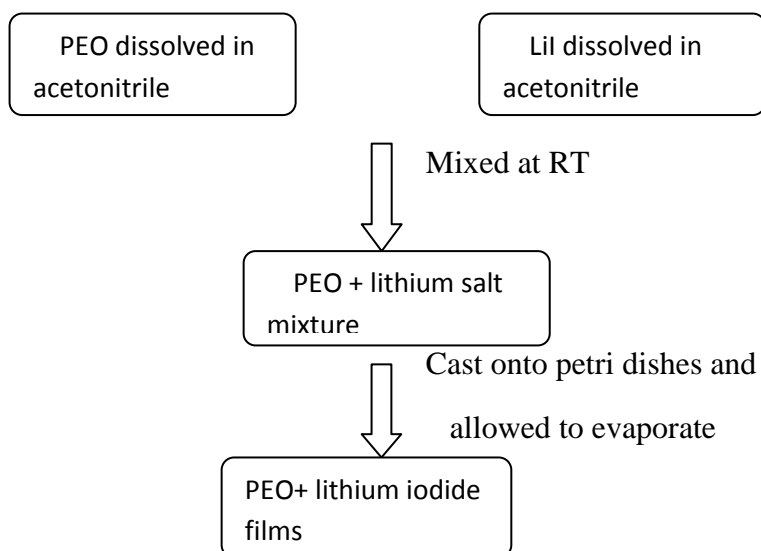 PEO dissolved in
acetonitrile
LiI dissolved in
acetonitrile
Mixed at RT
PEO + lithium salt
mixture
Cast onto petri dishes and
allowed to evaporate
PEO+ lithium iodide
films